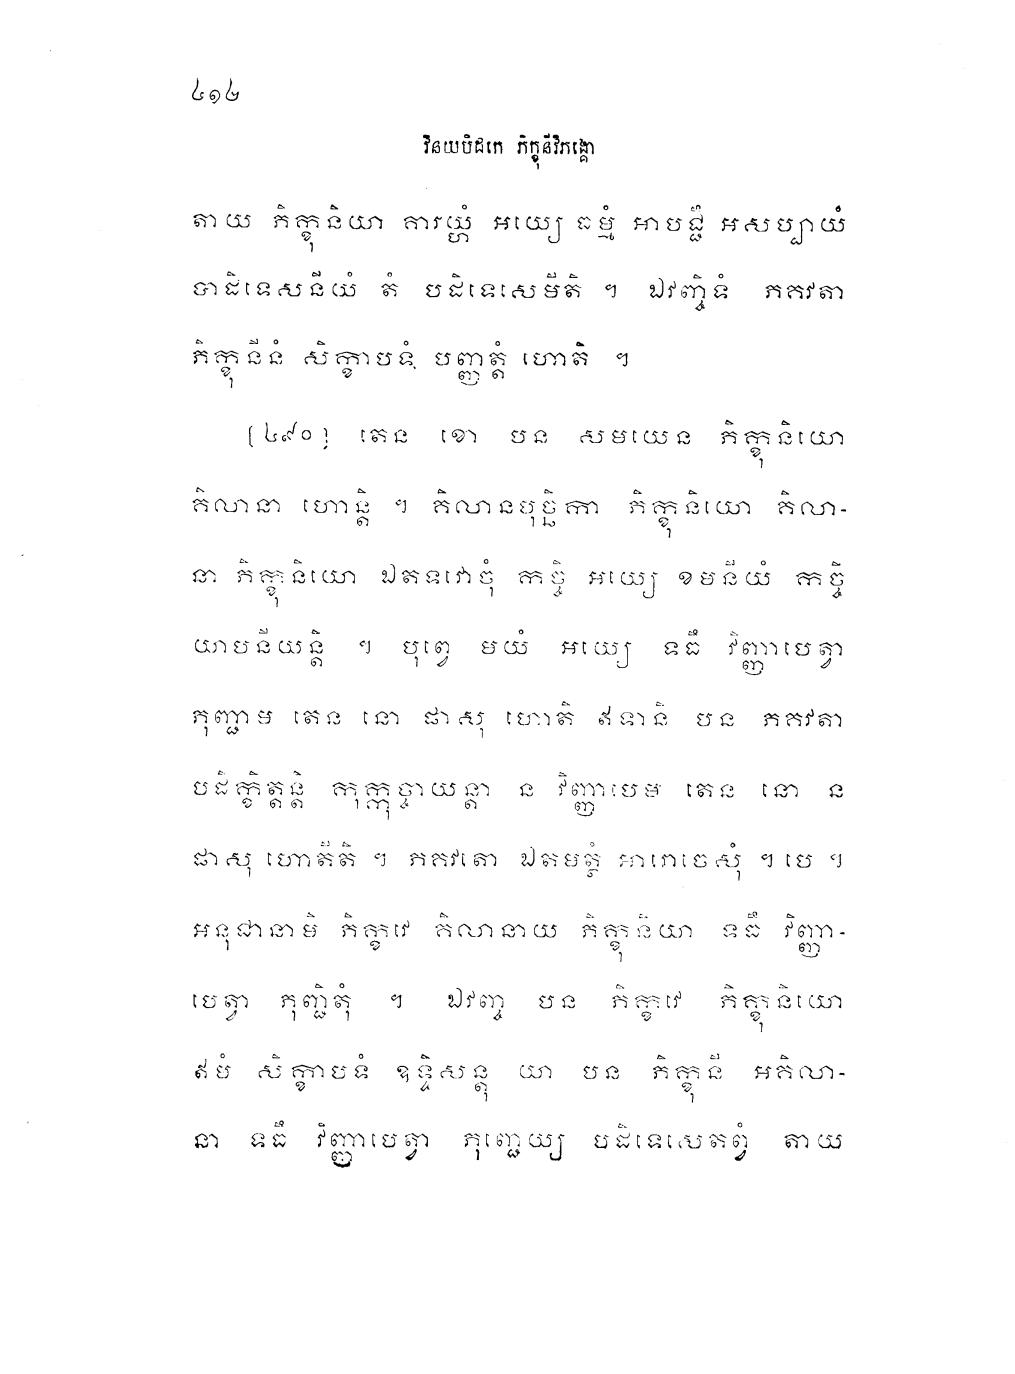 ៤១៤
វិនយបិដកេ ភិក្ខុនីវិភង្គោ
តាយ ភិក្ខុនិយា គារយ្ហំ អយ្យេ ធម្មំ អាបជ្ជឹ អសប្បាយំ
បាដិទេសនីយំ តំ បដិទេសេមីតិ ។ ឯវញ្ចិទំ ភគវតា
ភិក្ខុនីនំ សិក្ខាបទំ បញ្ញត្តំ ហោតិ ។
[៤៩០] តេន ខោ បន សមយេន ភិក្ខុនិយោ
គិលានា ហោន្តិ ។ គិលានបុច្ឆិកា ភិក្ខុនិយោ គិលា-
នា ភិក្ខុនិយោ ឯតទវោចុំ កច្ចិ អយ្យេ ខមនីយំ កច្ចិ
យាបនីយន្តិ ។ បុព្វេ មយំ អយ្យេ ទធឹ វិញ្ញាបេត្វា
ភុញ្ជាម តេន នោ ផាសុ ហោតិ ឥទានិ បន ភគវតា
បដិក្ខិត្តន្តិ កុក្កុច្ចាយន្តា ន វិញ្ញាបេម តេន នោ ន
ផាសុ ហោតីតិ ។ ភគវតោ ឯតមត្ថំ អារោចេសុំ ។ បេ ។
អនុជានាមិ ភិក្ខវេ គិលានាយ ភិក្ខុនិយា ទធឹ វិញ្ញា-
បេត្វា ភុញ្ជិតុំ ។ ឯវញ្ច បន ភិក្ខវេ ភិក្ខុនិយោ
ឥមំ សិក្ខាបទំ ឧទ្ទិសន្តុ យា បន ភិក្ខុនី អគិលា-
នា ទធឹ វិញ្ញាបេត្វា ភុញ្ជេយ្យ បដិទេសេតព្វំ តាយ